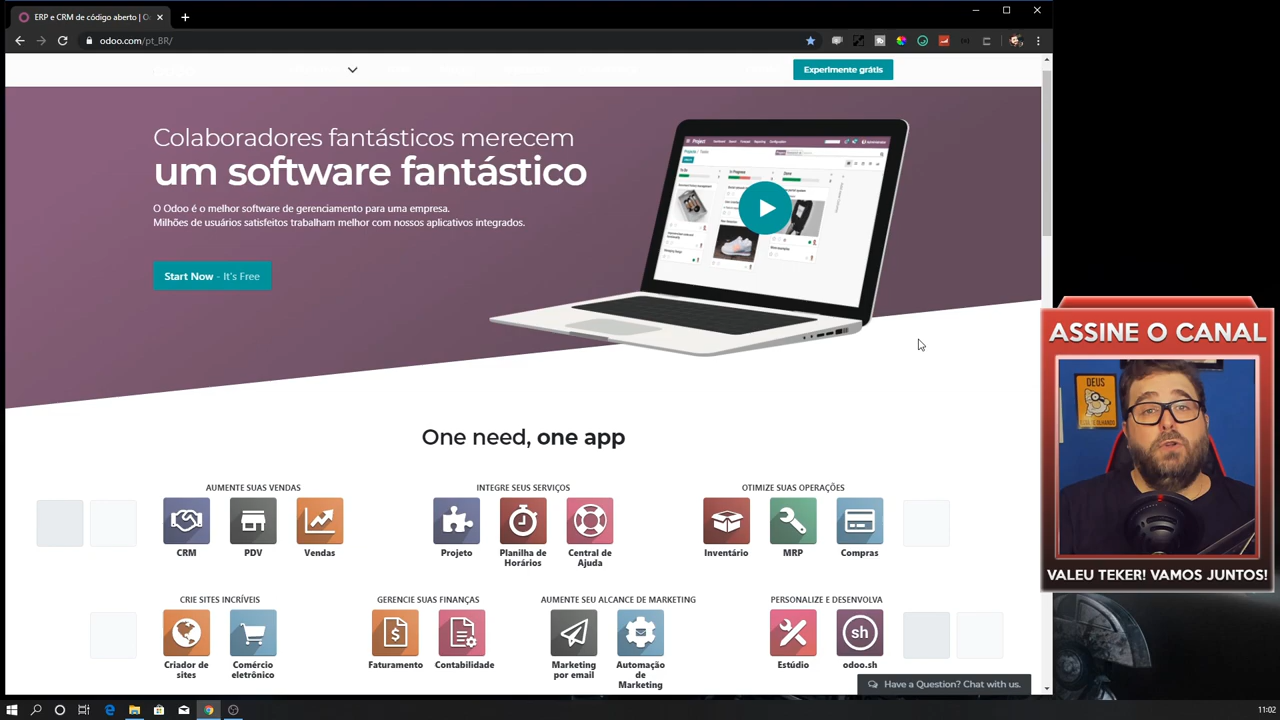 ERP e CRM de código aberto | O
odoo.com/pt_BR/
Experimente grátis
Colaboradores fantásticos merecem
um software fantástico
O Odoo é o melhor software de gerenciamento para uma empresa.
Milhões de usuários satisfeitos trabalham melhor com nossos aplicativos integrados.
Start Now - It's Free
Project
One need, one app
AUMENTE SUAS VENDAS
CRM
PDV
Vendas
INTEGRE SEUS SERVIÇOS
Projeto
Planilha de
Horários
Central de
Ajuda
OTIMIZE SUAS OPERAÇÕES
Inventário
MRP
Compras
CRIE SITES INCRÍVEIS
Criador de
sites
Comércio
eletrônico
GERENCIE SUAS FINANÇAS
Faturamento
Contabilidade
AUMENTE SEU ALCANCE DE MARKETING
Marketing
por email
Automação
de
Marketing
PERSONALIZE E DESENVOLVA
Estúdio
sh
odoo.sh
Have a Question? Chat with us.
ASSINE O CANAL
DEUS
VALEU TEKER! VAMOS JUNTOS!
11:02